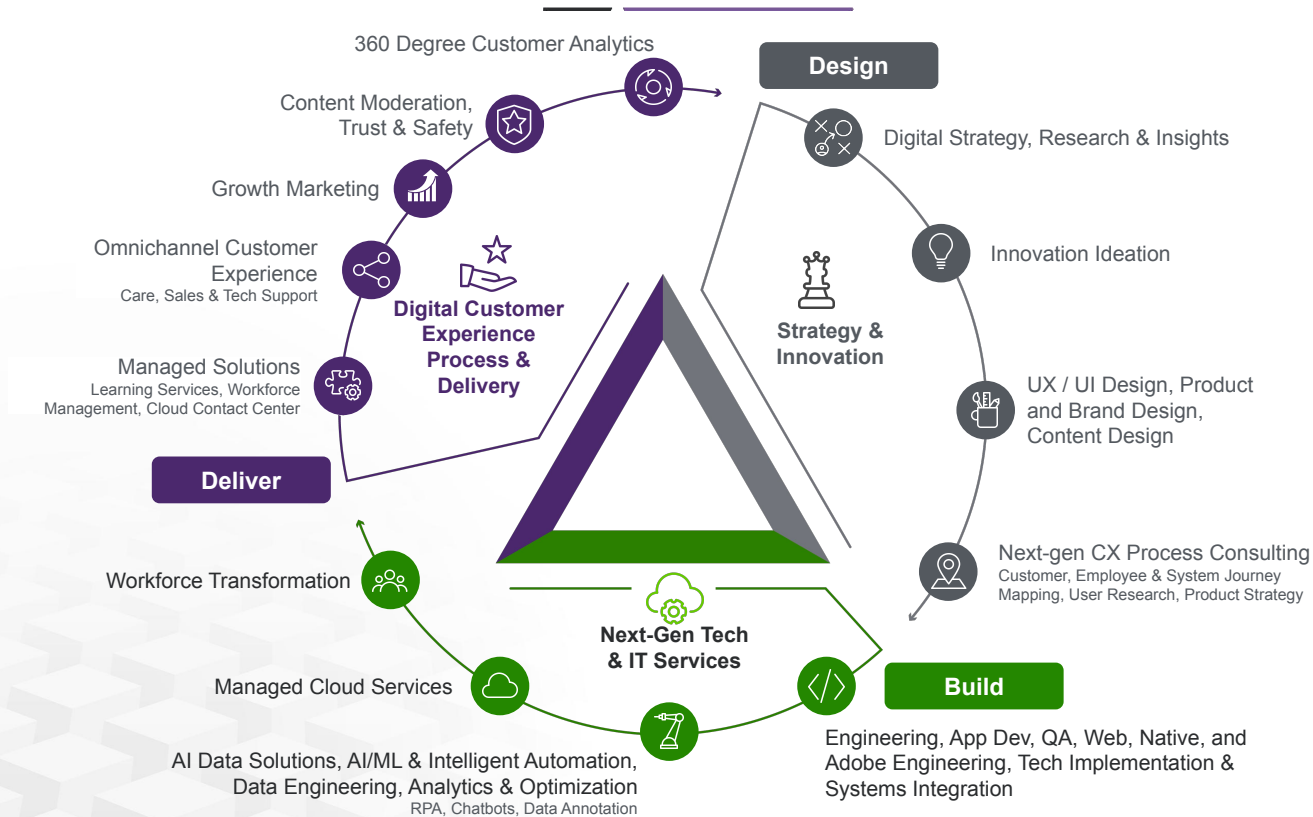 360 Degree Customer Analytics
Content Moderation,
Trust & Safety
Growth Marketing
Omnichannel Customer
Experience
Care, Sales & Tech Support
Managed Solutions
Learning Services, Workforce
Management, Cloud Contact Center
Deliver
Digital Customer
Experience
Process &
Delivery
Design
Digital Strategy, Research & Insights
Innovation Ideation
Strategy &
Innovation
UX / UI Design, Product
and Brand Design,
Content Design
Next-gen CX Process Consulting
Customer, Employee & System Journey
Mapping, User Research, Product Strategy
Build
Engineering, App Dev, QA, Web, Native, and
Adobe Engineering, Tech Implementation &
Systems Integration
Next-Gen Tech
& IT Services
Workforce Transformation
Managed Cloud Services
AI Data Solutions, AI/ML & Intelligent Automation,
Data Engineering, Analytics & Optimization
RPA, Chatbots, Data Annotation